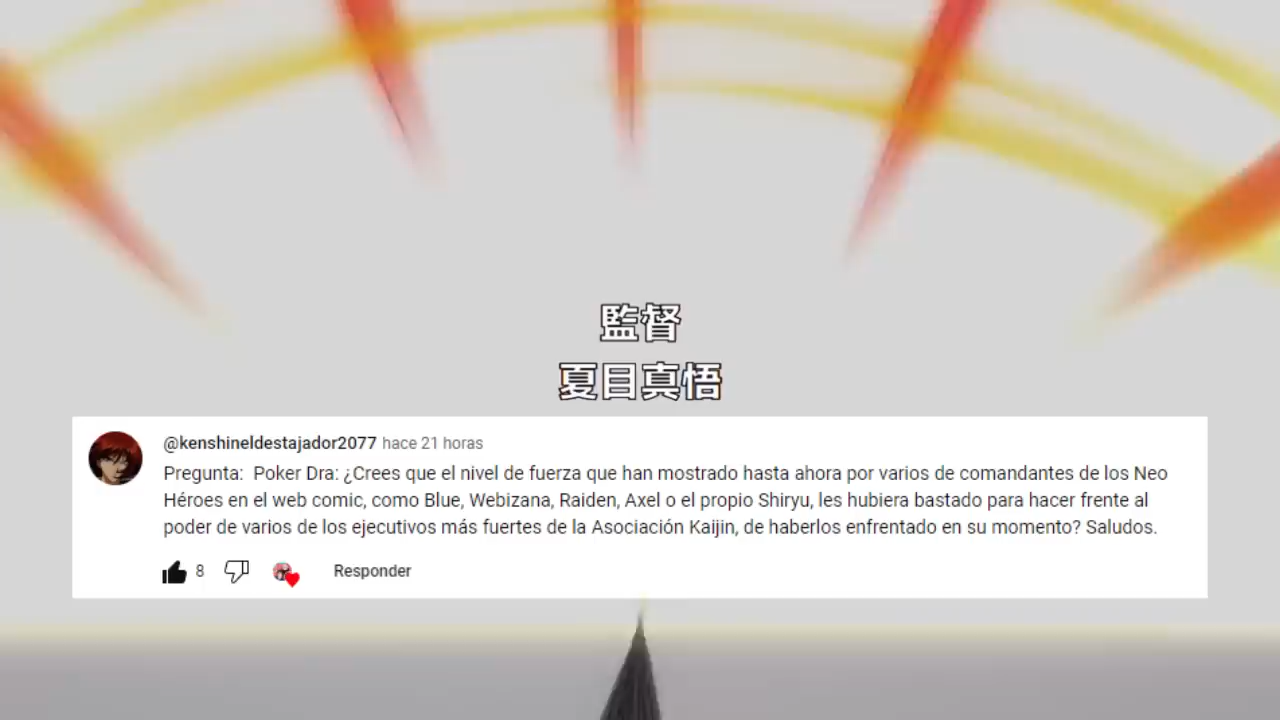 監督
夏目真悟
@kenshineldestajador2077 hace 21 horas
Pregunta:  Poker Dra: ¿Crees que el nivel de fuerza que han mostrado hasta ahora por varios de comandantes de los Neo
Héroes en el web comic, como Blue, Webizana, Raiden, Axel o el propio Shiryu, les hubiera bastado para hacer frente al
poder de varios de los ejecutivos más fuertes de la Asociación Kaijin, de haberlos enfrentado en su momento? Saludos.
8 Responder